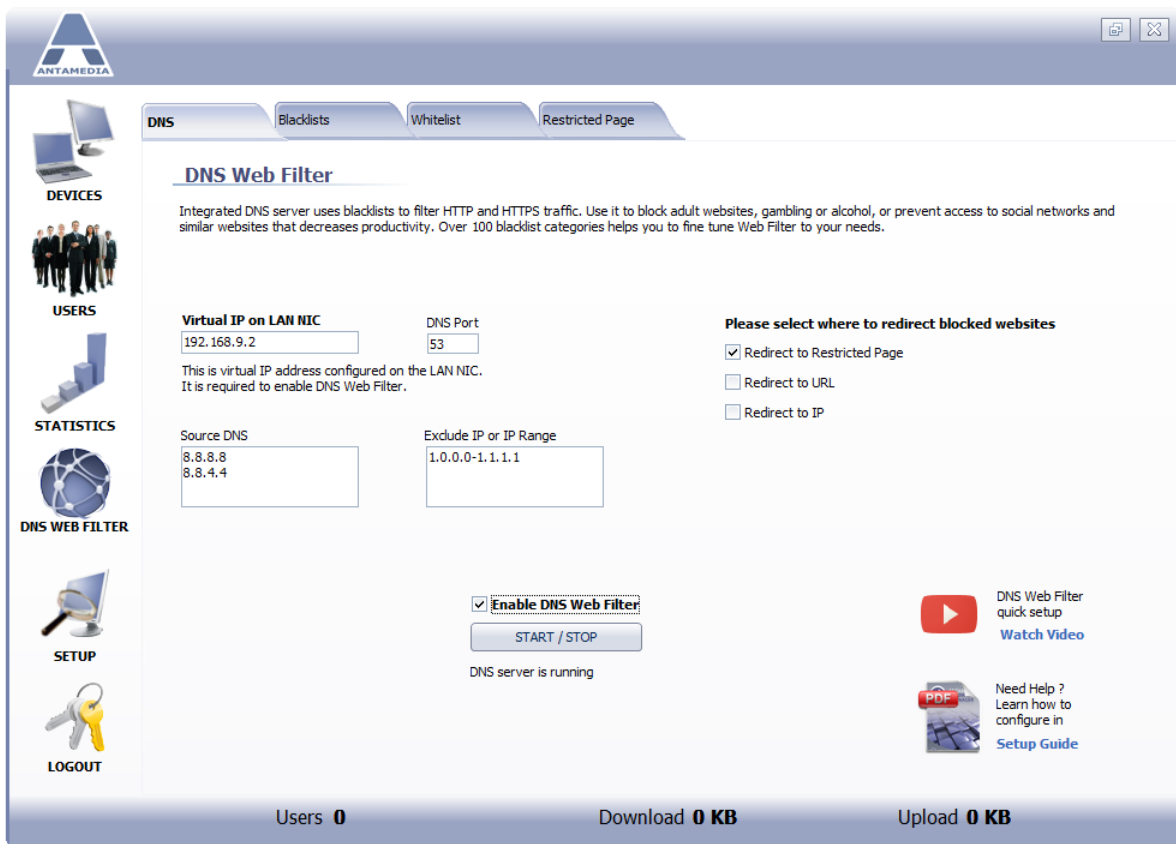 ANTAMEDIA
DEVICES
USERS
STATISTICS
DNS WEB FILTER
SETUP
LOGOUT
DNS
Blacklists
Whitelist
Restricted Page
DNS Web Filter
Integrated DNS server uses blacklists to filter HTTP and HTTPS traffic. Use it to block adult websites, gambling or alcohol, or prevent access to social networks and
similar websites that decreases productivity. Over 100 blacklist categories helps you to fine tune Web Filter to your needs.
Virtual IP on LAN NIC
192.168.9.2
DNS Port
53
This is virtual IP address configured on the LAN NIC.
It is required to enable DNS Web Filter.
Source DNS
8.8.8.8
8.8.4.4
Exclude IP or IP Range
1.0.0.0-1.1.1.1
Please select where to redirect blocked websites
Redirect to Restricted Page
Redirect to URL
Redirect to IP
Enable DNS Web Filter
START / STOP
DNS server is running
DNS Web Filter
quick setup
Watch Video
PDF
Need Help ?
Learn how to
configure in
Setup Guide
Users 0
Download 0 KB
Upload 0 KB